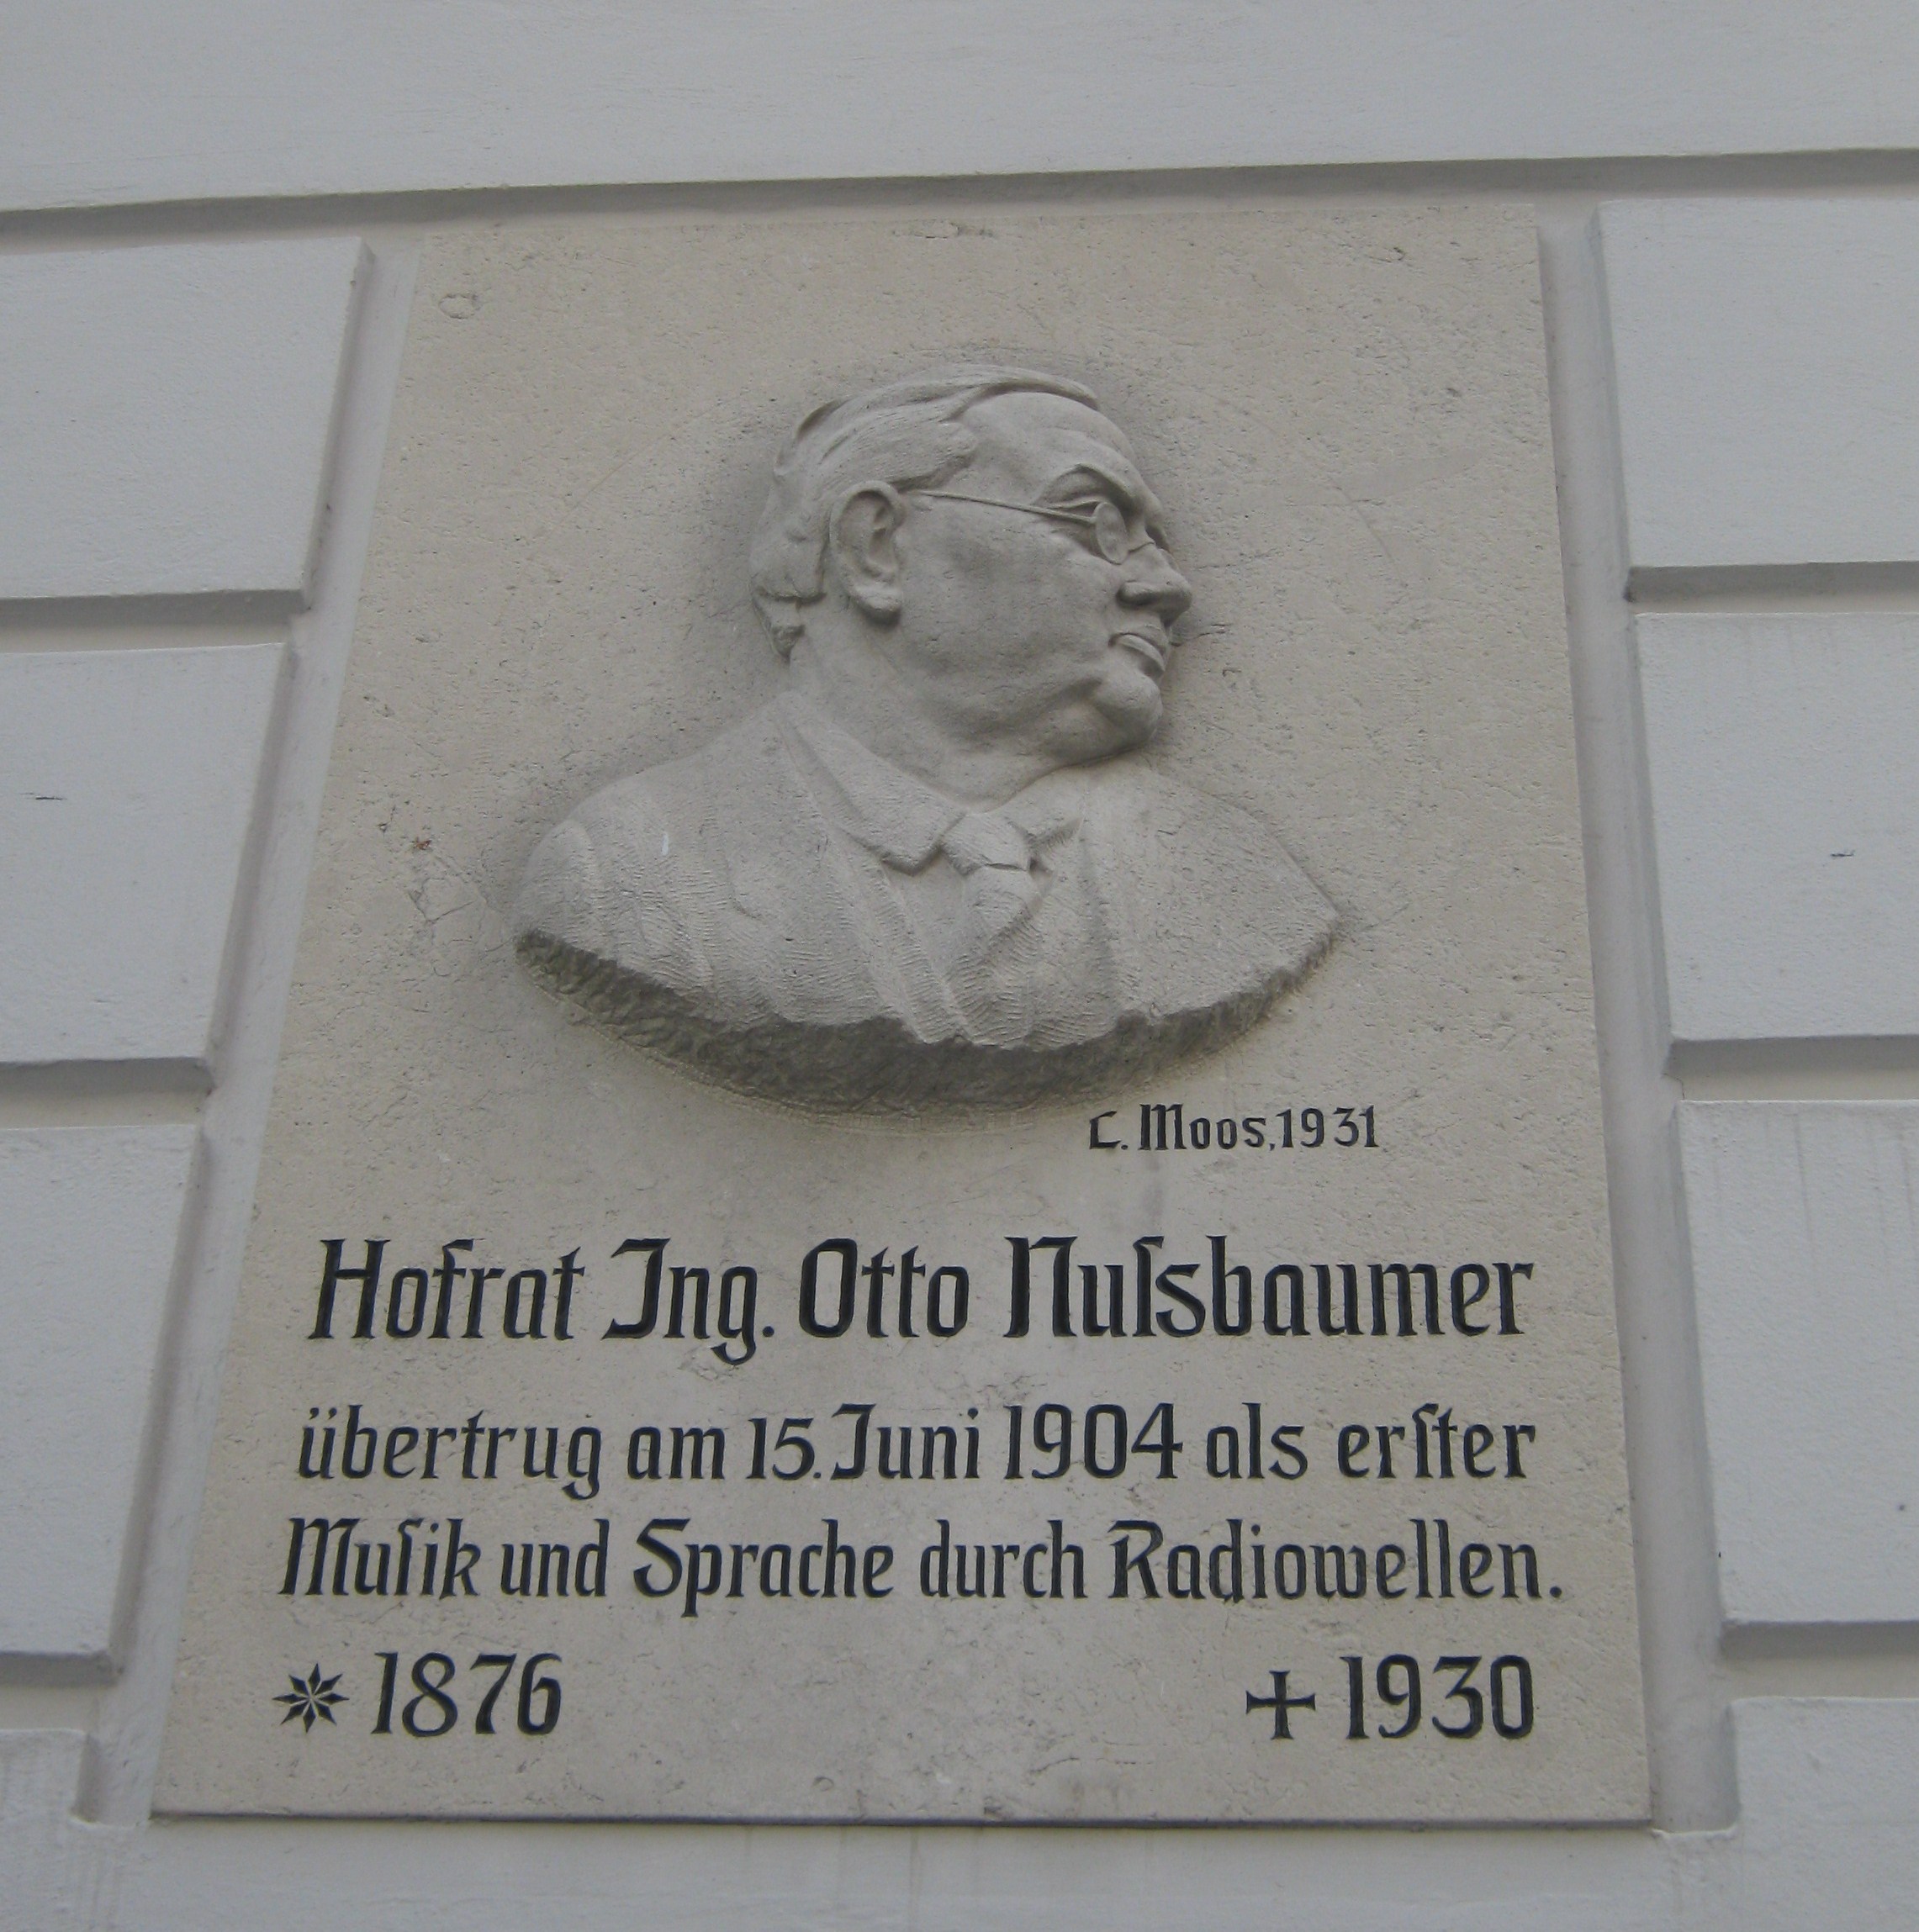 C. Moos, 1931
Hofrat Ing. Otto Nuſsbaumer
übertrug am 15. Juni 1904 als erſter
Muſik und Sprache durch Radiowellen.
* 1876 + 1930